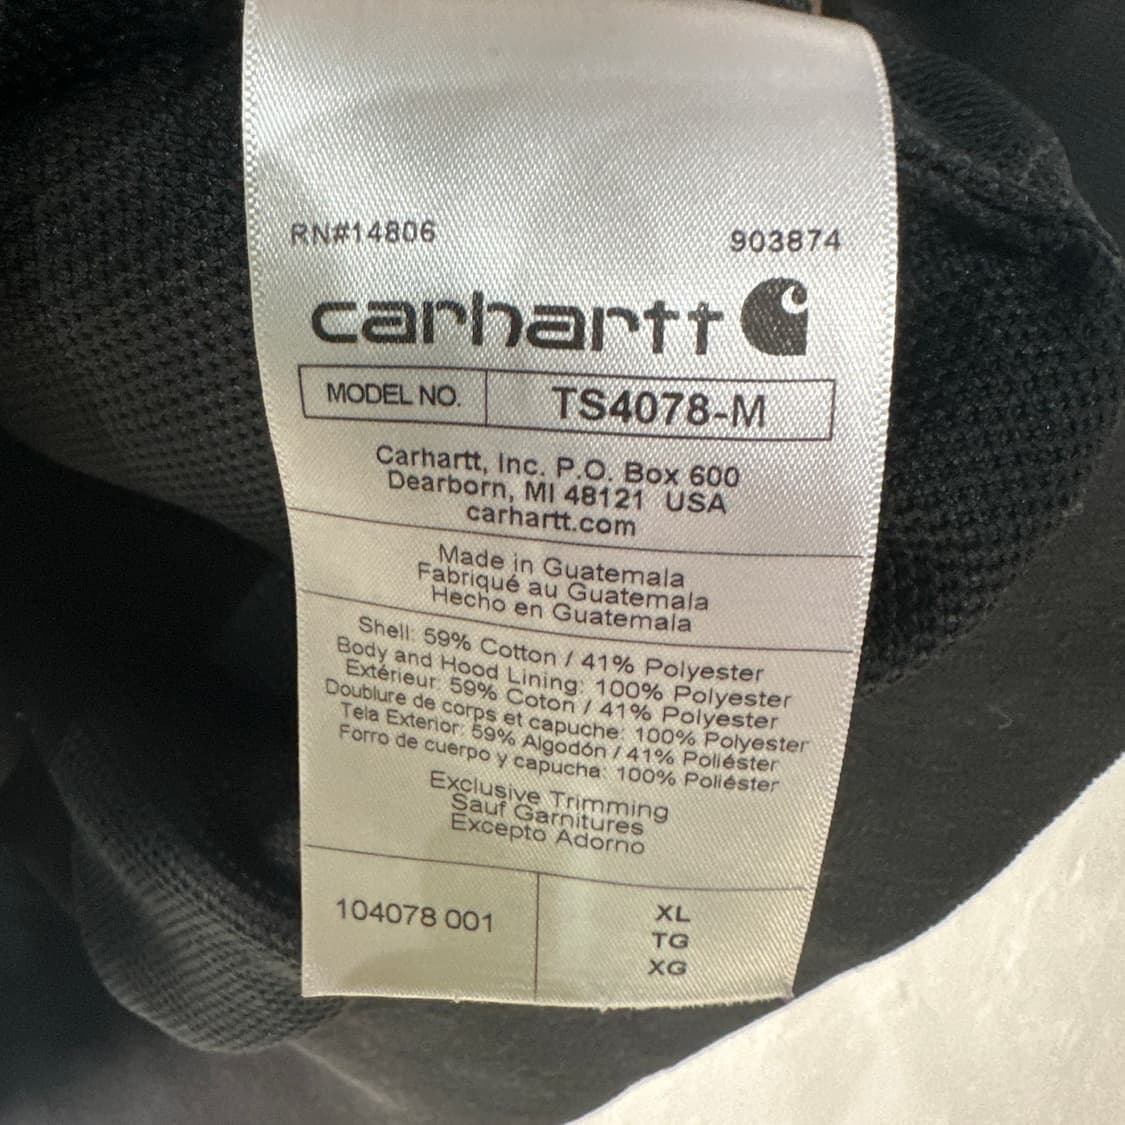 RN#14806 903874
carhartt
MODEL NO. TS4078-M
Carhartt, Inc. P.O. Box 600
Dearborn, MI 48121 USA
carhartt.com
Made in Guatemala
Fabriqué au Guatemala
Hecho en Guatemala
Shell: 59% Cotton / 41% Polyester
Body and Hood Lining: 100% Polyester
Extérieur: 59% Coton / 41% Polyester
Doublure de corps et capuche: 100% Polyester
Tela Exterior: 59% Algodón / 41% Poliéster
Forro de cuerpo y capucha: 100% Poliéster
Exclusive Trimming
Sauf Garnitures
Excepto Adorno
104078 001
XL
TG
XG